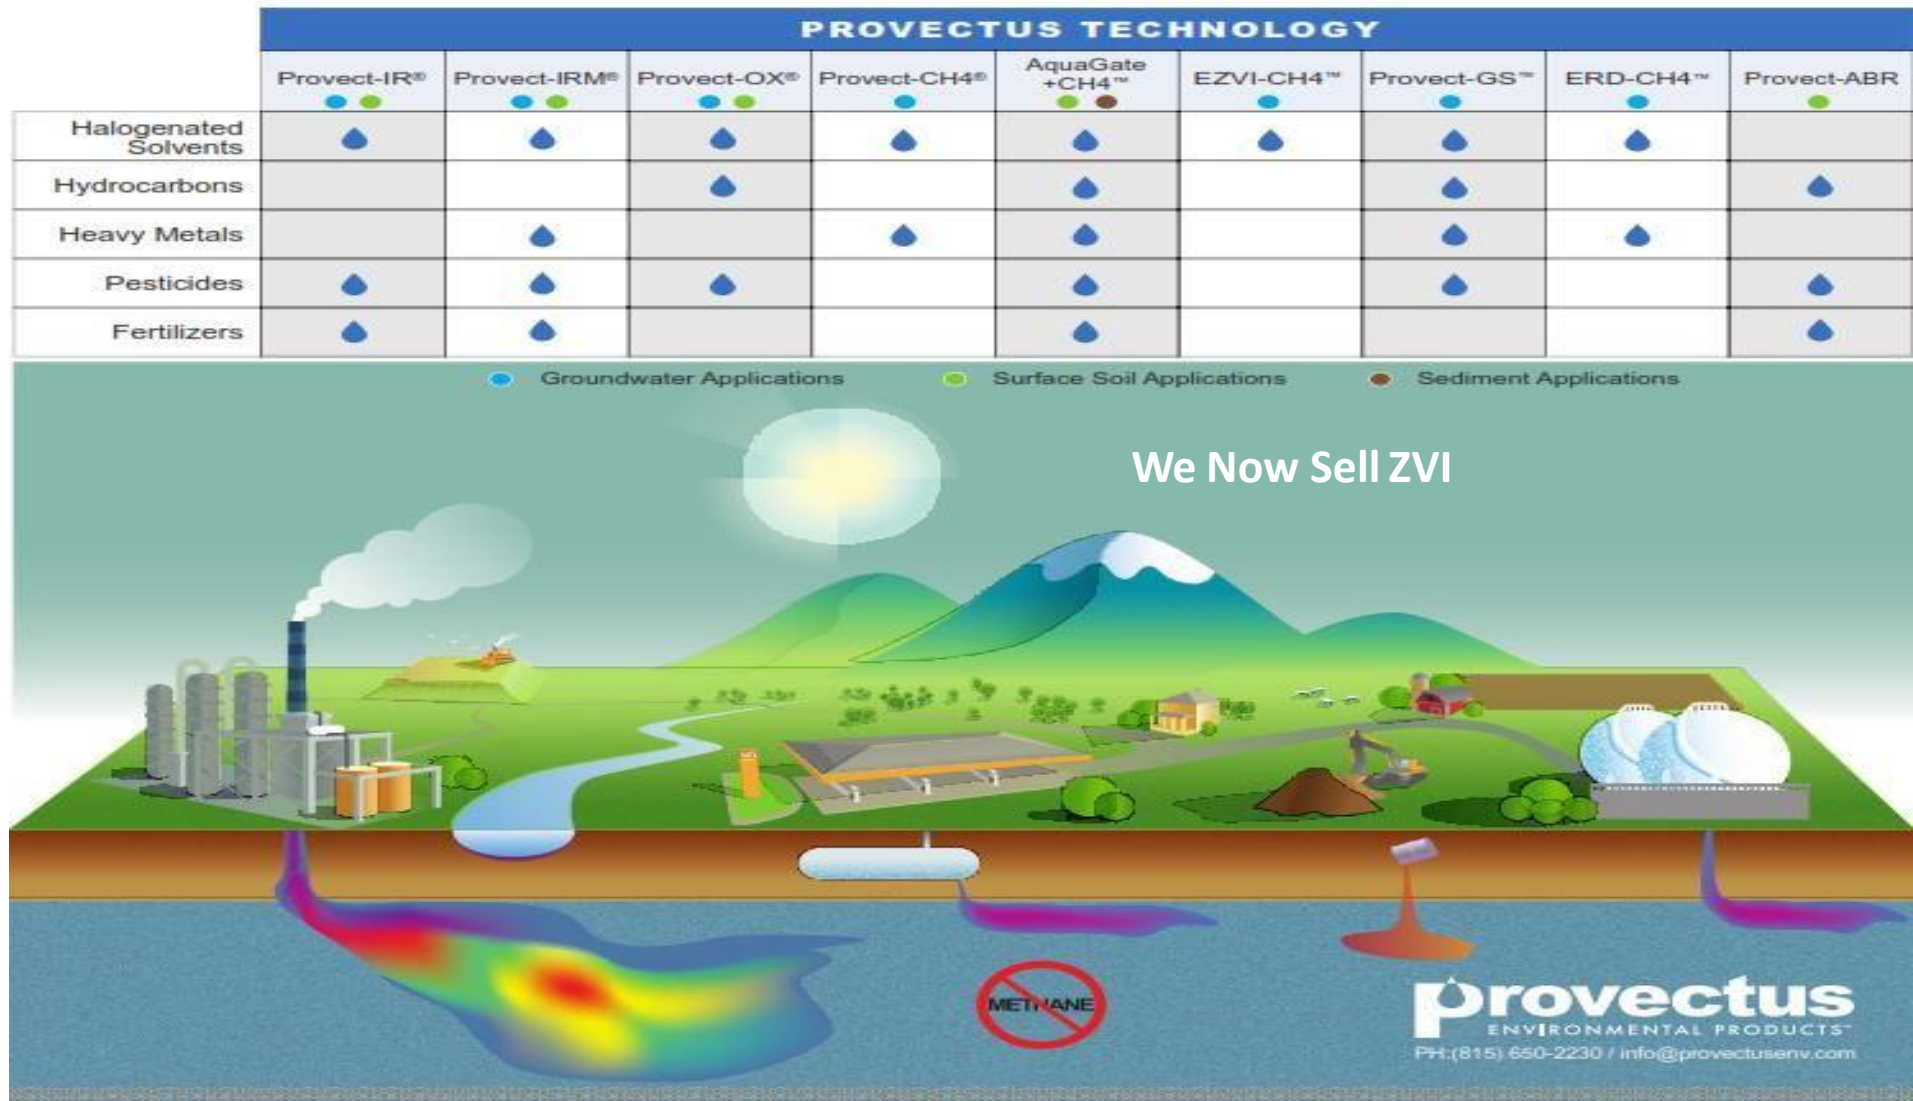 PROVECTUS TECHNOLOGY
Provect-IR® Provect-IRM® Provect-OX® Provect-CH4® AquaGate +CH4™ EZVI-CH4™ Provect-GS™ ERD-CH4™ Provect-ABR
Halogenated
Solvents
Hydrocarbons
Heavy Metals
Pesticides
Fertilizers
Groundwater Applications Surface Soil Applications Sediment Applications
We Now Sell ZVI
METHANE
provectus
ENVIRONMENTAL PRODUCTS™
PH:(815) 650-2230 / info@provectusenv.com